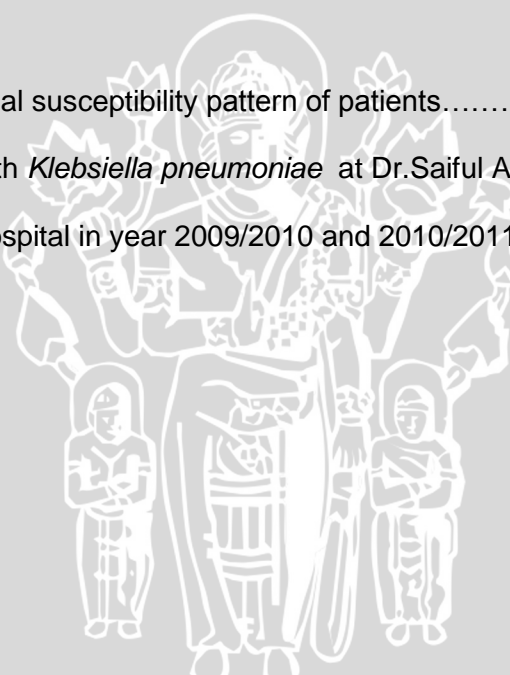 al susceptibility pattern of patients…….
th Klebsiella pneumoniae at Dr.Saiful A
ospital in year 2009/2010 and 2010/2011